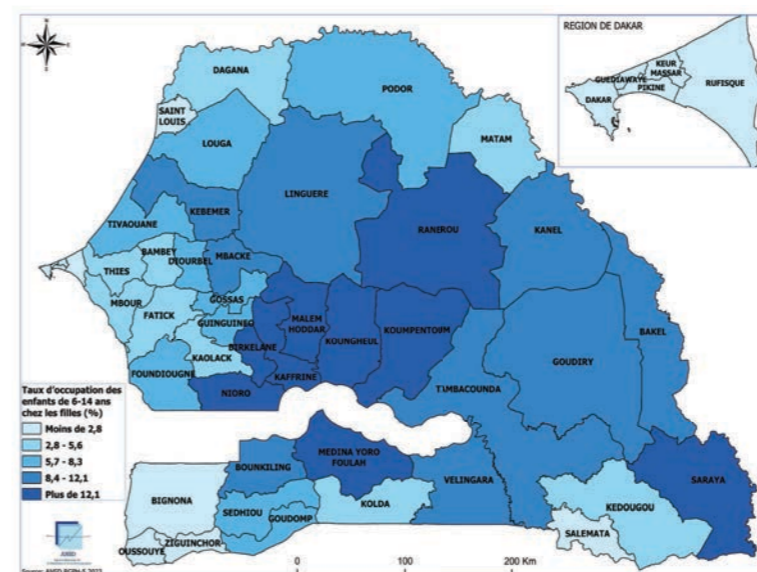 REGION DE DAKAR
KEUR
MASSAR
GUEDIAWAYE
RUFISQUE
PIKINE
DAKAR
DAGANA
PODOR
SAINT
LOUIS
MATAM
LOUGA
LINGUERE
KEBEMER
RANEROU
KANEL
TIVAOUANE
BAMBEY
DIOURBEL
MBACKE
THIES
MBOUR
GOSSAS
FATICK
GUINGUINEO
MALEM
HODDAR
KOUMPENTOUM
BAKEL
BIRKELANE
KOUNGHEUL
GOUDIRY
KAOLACK
FOUNDIOUGNE
KAFFRINE
TAMBACOUNDA
NIORO
Taux d'occupation des
enfants de 6-14 ans
chez les filles (%)
Moins de 2,8
2,8 - 5,6
5,7 - 8,3
8,4 - 12,1
Plus de 12,1
MEDINA YORO
FOULAH
BOUNKILING
VELINGARA
SARAYA
BIGNONA
KOLDA
KEDOUGOU
SEDHIOU
GOUDOMP
SALEMATA
ZIGUINCHOR
OUSSOUYE
ANSD
0 100 200 Km